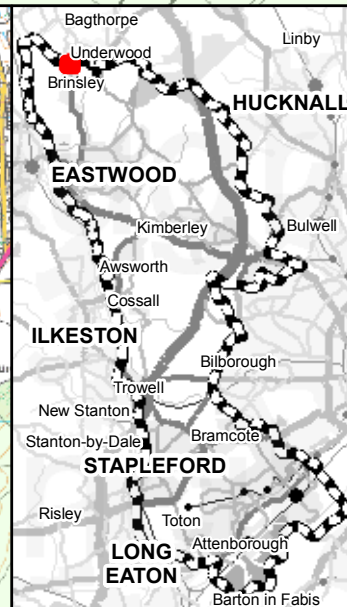 Bagthorpe
Linby
Underwood
Brinsley
HUCKNALL
EASTWOOD
Kimberley
Bulwell
Awsworth
Cossall
ILKESTON
Bilborough
Trowell
New Stanton
Bramcote
Stanton-by-Dale
STAPLEFORD
Risley
Toton
Attenborough
LONG
EATON
Barton in Fabis